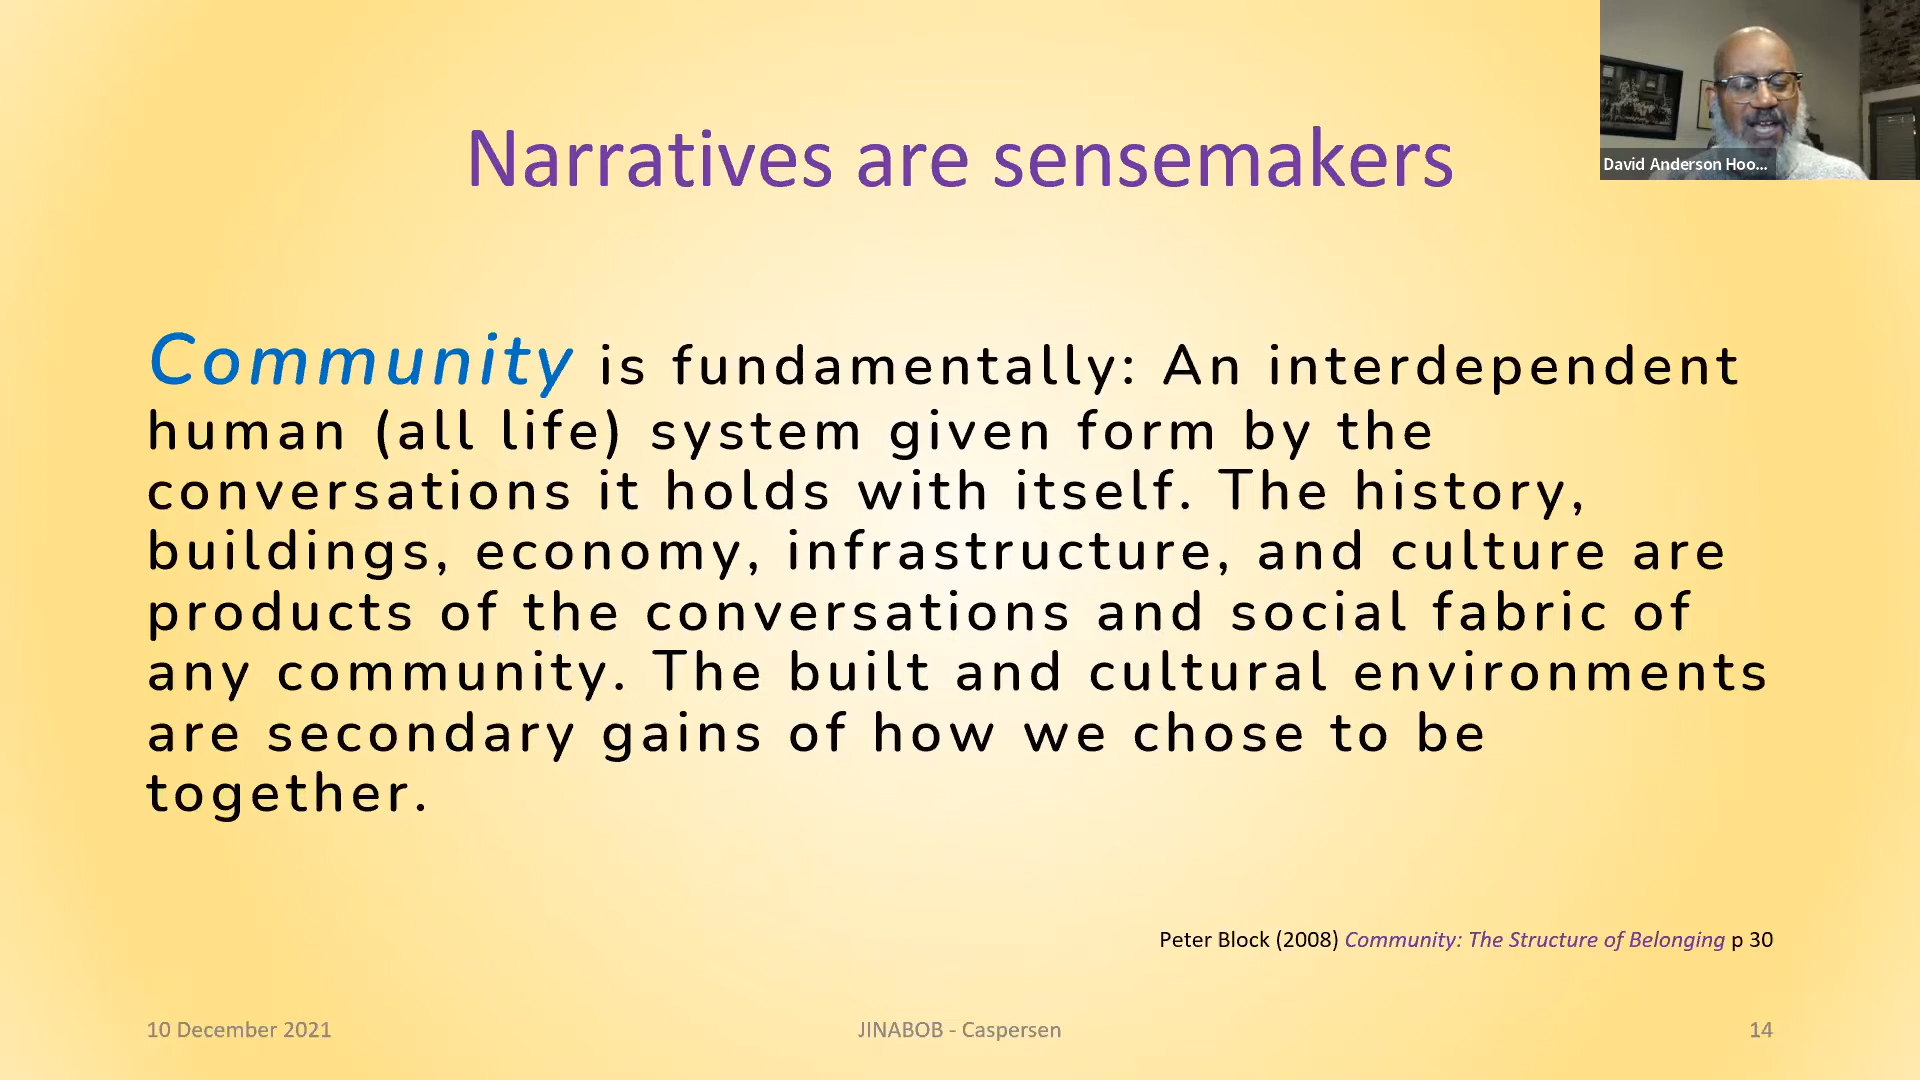 Narratives are sensemakers
David Anderson Hoo...
Community is fundamentally: An interdependent
human (all life) system given form by the
conversations it holds with itself. The history,
buildings, economy, infrastructure, and culture are
products of the conversations and social fabric of
any community. The built and cultural environments
are secondary gains of how we chose to be
together.
Peter Block (2008) Community: The Structure of Belonging p 30
10 December 2021
JINABOB - Caspersen
14